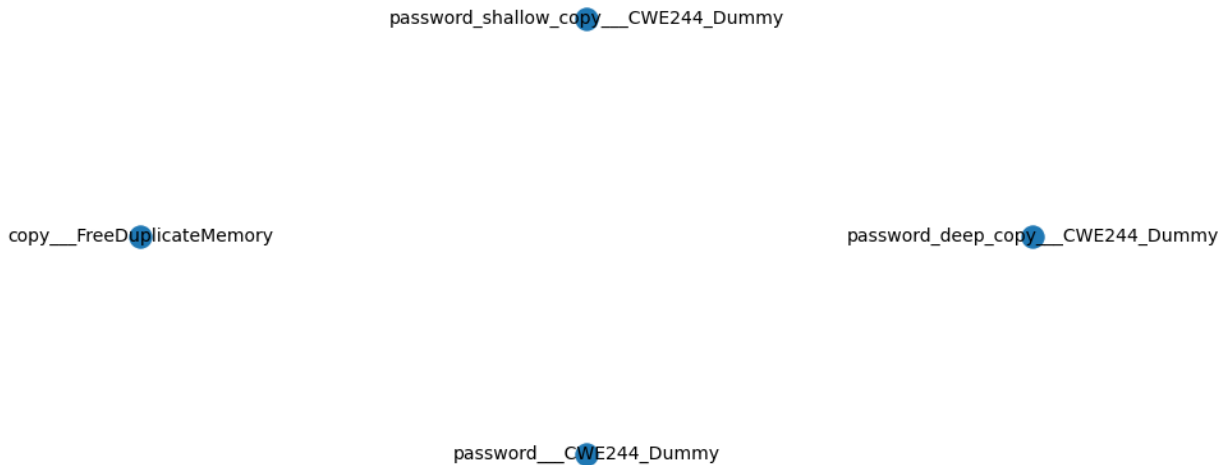 password_shallow_copy___CWE244_Dummy
copy___FreeDuplicateMemory
password_deep_copy___CWE244_Dummy
password___CWE244_Dummy